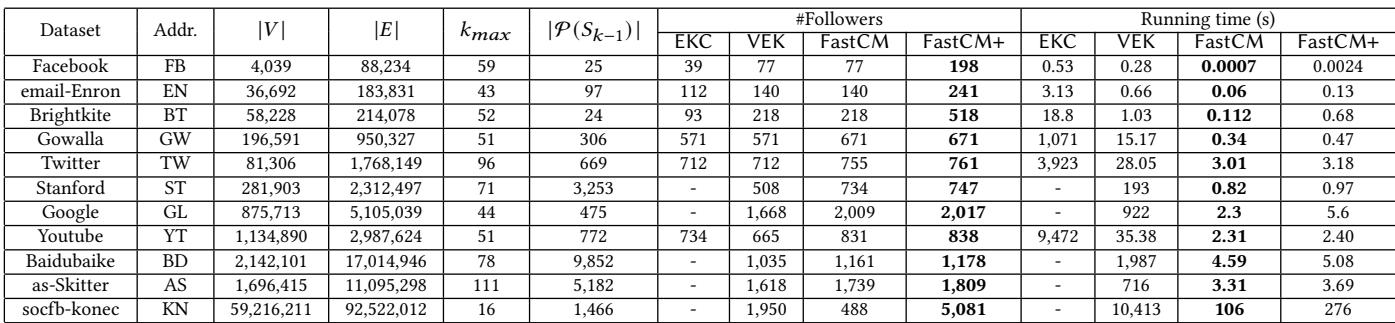 Dataset Addr. |V| |E| k_max |P(S_{k−1})| #Followers Running time (s)
EKC VEK FastCM FastCM+ EKC VEK FastCM FastCM+
Facebook FB 4,039 88,234 59 25 39 77 77 198 0.53 0.28 0.0007 0.0024
email-Enron EN 36,692 183,831 43 97 112 140 140 241 3.13 0.66 0.06 0.13
Brightkite BT 58,228 214,078 52 24 93 218 218 518 18.8 1.03 0.112 0.68
Gowalla GW 196,591 950,327 51 306 571 571 671 671 1,071 15.17 0.34 0.47
Twitter TW 81,306 1,768,149 96 669 712 712 755 761 3,923 28.05 3.01 3.18
Stanford ST 281,903 2,312,497 71 3,253 - 508 734 747 - 193 0.82 0.97
Google GL 875,713 5,105,039 44 475 - 1,668 2,009 2,017 - 922 2.3 5.6
Youtube YT 1,134,890 2,987,624 51 772 734 665 831 838 9,472 35.38 2.31 2.40
Baidubaike BD 2,142,101 17,014,946 78 9,852 - 1,035 1,161 1,178 - 1,987 4.59 5.08
as-Skitter AS 1,696,415 11,095,298 111 5,182 - 1,618 1,739 1,809 - 716 3.31 3.69
socfb-konec KN 59,216,211 92,522,012 16 1,466 - 1,950 488 5,081 - 10,413 106 276